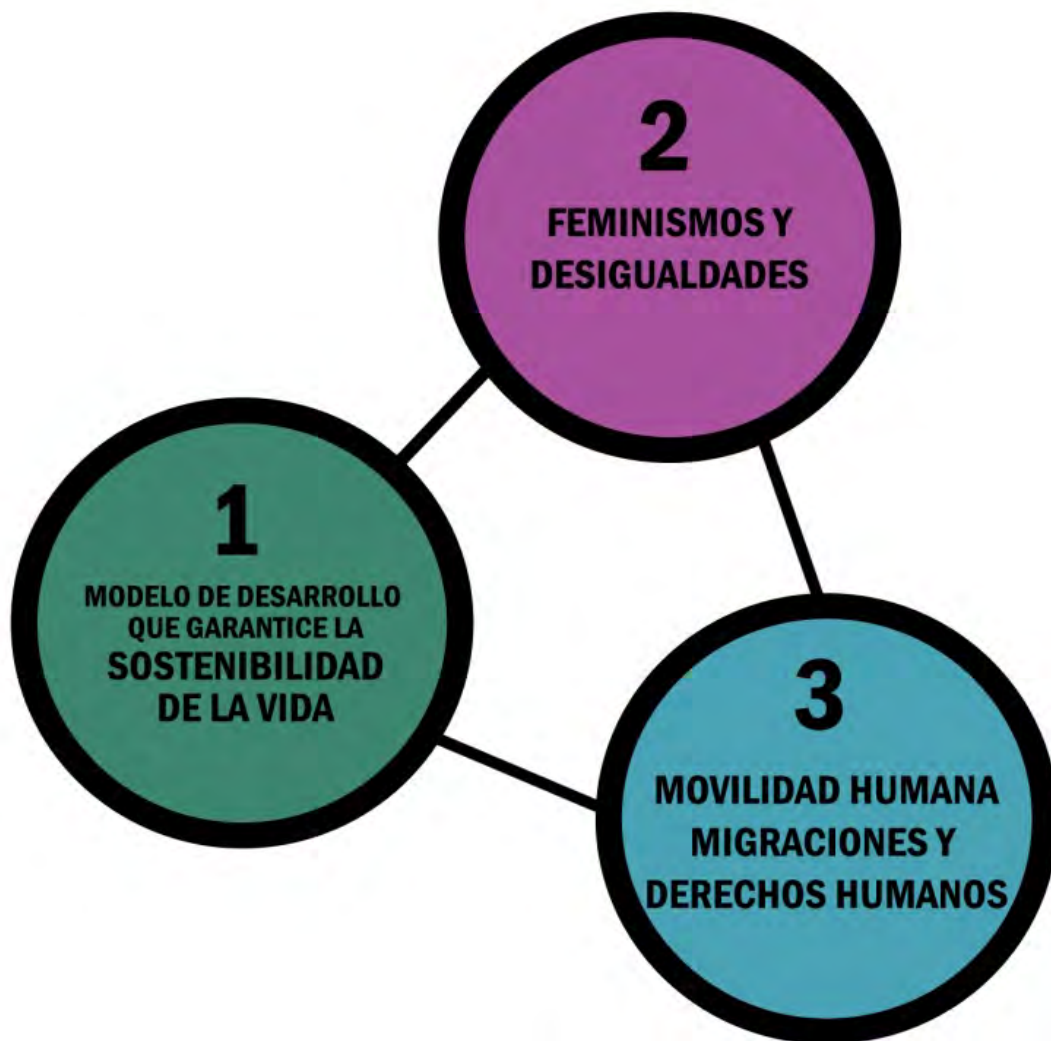 2
FEMINISMOS Y
DESIGUALDADES
1
MODELO DE DESARROLLO
QUE GARANTICE LA
SOSTENIBILIDAD
DE LA VIDA
3
MOVILIDAD HUMANA
MIGRACIONES Y
DERECHOS HUMANOS